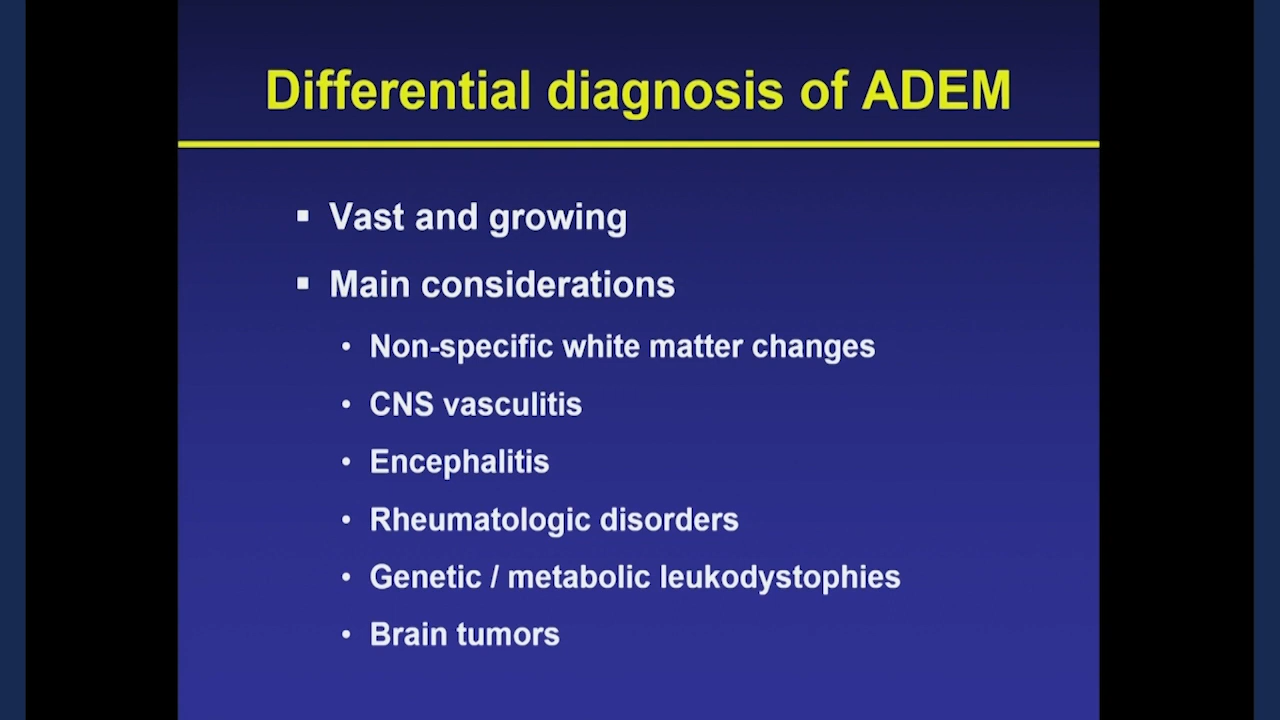 Differential diagnosis of ADEM
▪ Vast and growing
▪ Main considerations
• Non-specific white matter changes
• CNS vasculitis
• Encephalitis
• Rheumatologic disorders
• Genetic / metabolic leukodystophies
• Brain tumors